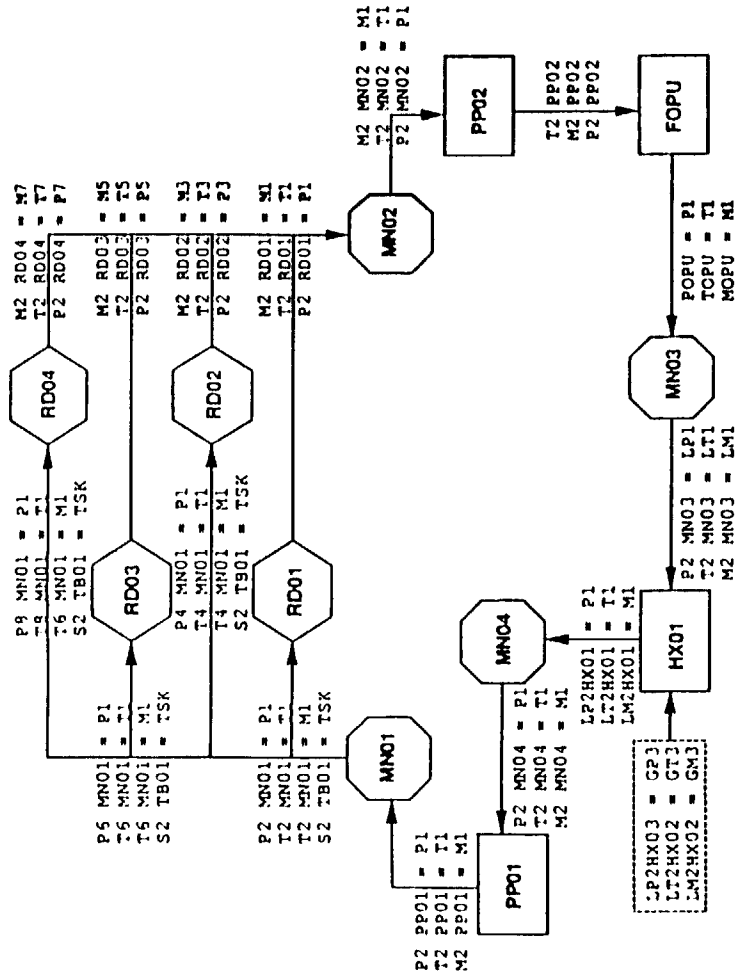 M2 RD04 = M7
T2 RD04 = T7
P2 RD04 = P7
RD04
P8 MN01 = P1
T8 MN01 = T1
T6 MN01 = M1
S2 TB01 = TSK
M2 RD03 = M5
T2 RD03 = T5
P2 RD03 = P5
RD03
P6 MN01 = P1
T6 MN01 = T1
T6 MN01 = M1
S2 TB01 = TSK
M2 RD02 = M3
T2 RD02 = T3
P2 RD02 = P3
RD02
P4 MN01 = P1
T4 MN01 = T1
T4 MN01 = M1
S2 TB01 = TSK
M2 RD01 = M1
T2 RD01 = T1
P2 RD01 = P1
RD01
P2 MN01 = P1
T2 MN01 = T1
T2 MN01 = M1
S2 TB01 = TSK
MN01
MN02
M2 MN02 = M1
T2 MN02 = T1
P2 MN02 = P1
PP02
T2 PP02
M2 PP02
P2 PP02
FOPU
POPU = P1
TOPU = T1
MOPU = M1
MN03
P2 MN03 = LP1
T2 MN03 = LT1
M2 MN03 = LM1
HX01
LP2HX03 = GP3
LT2HX02 = GT3
LM2HX02 = GM3
LP2HX01 = P1
LT2HX01 = T1
LM2HX01 = M1
MN04
P2 MN04 = P1
T2 MN04 = T1
M2 MN04 = M1
PP01
P2 PP01 = P1
T2 PP01 = T1
M2 PP01 = M1